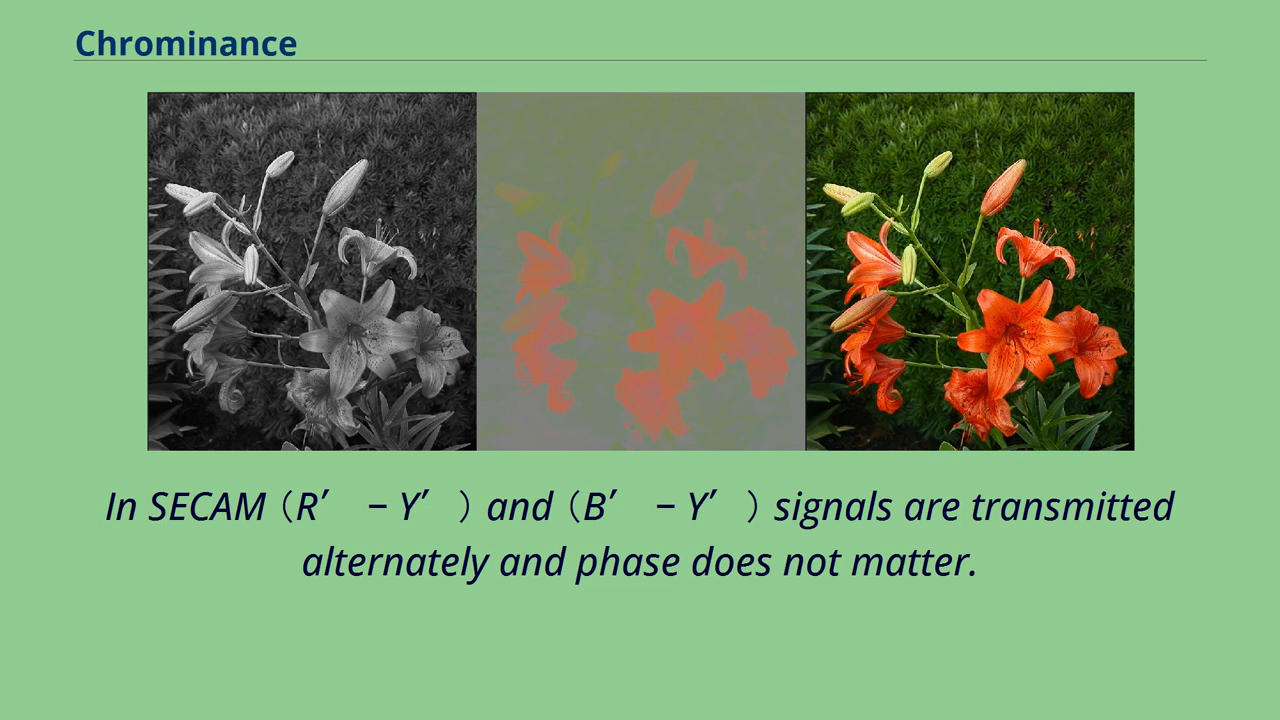 Chrominance
In SECAM (R′ − Y′ ) and (B′ − Y′ ) signals are transmitted
alternately and phase does not matter.